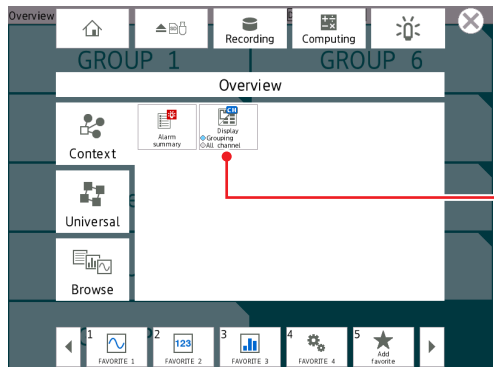 Overview
Recording
Computing
GROUP 1
GROUP 6
Overview
Context
Alarm
summary
CH
Display
Grouping
All channel
Universal
Browse
1
FAVORITE 1
2
123
FAVORITE 2
3
FAVORITE 3
4
FAVORITE 4
5
Add
favorite